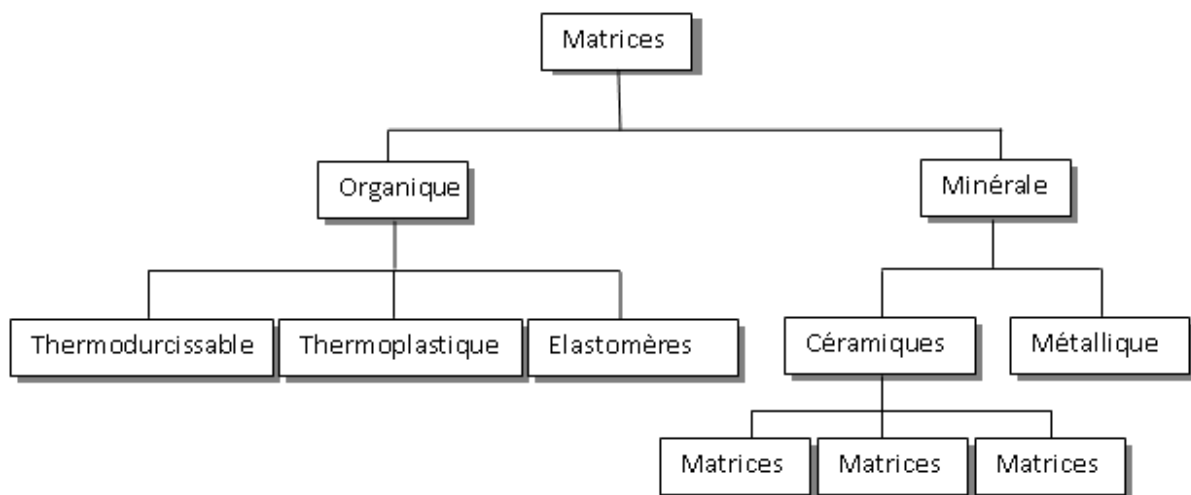 Matrices
Organique
Minérale
Thermodurcissable
Thermoplastique
Elastomères
Céramiques
Métallique
Matrices
Matrices
Matrices